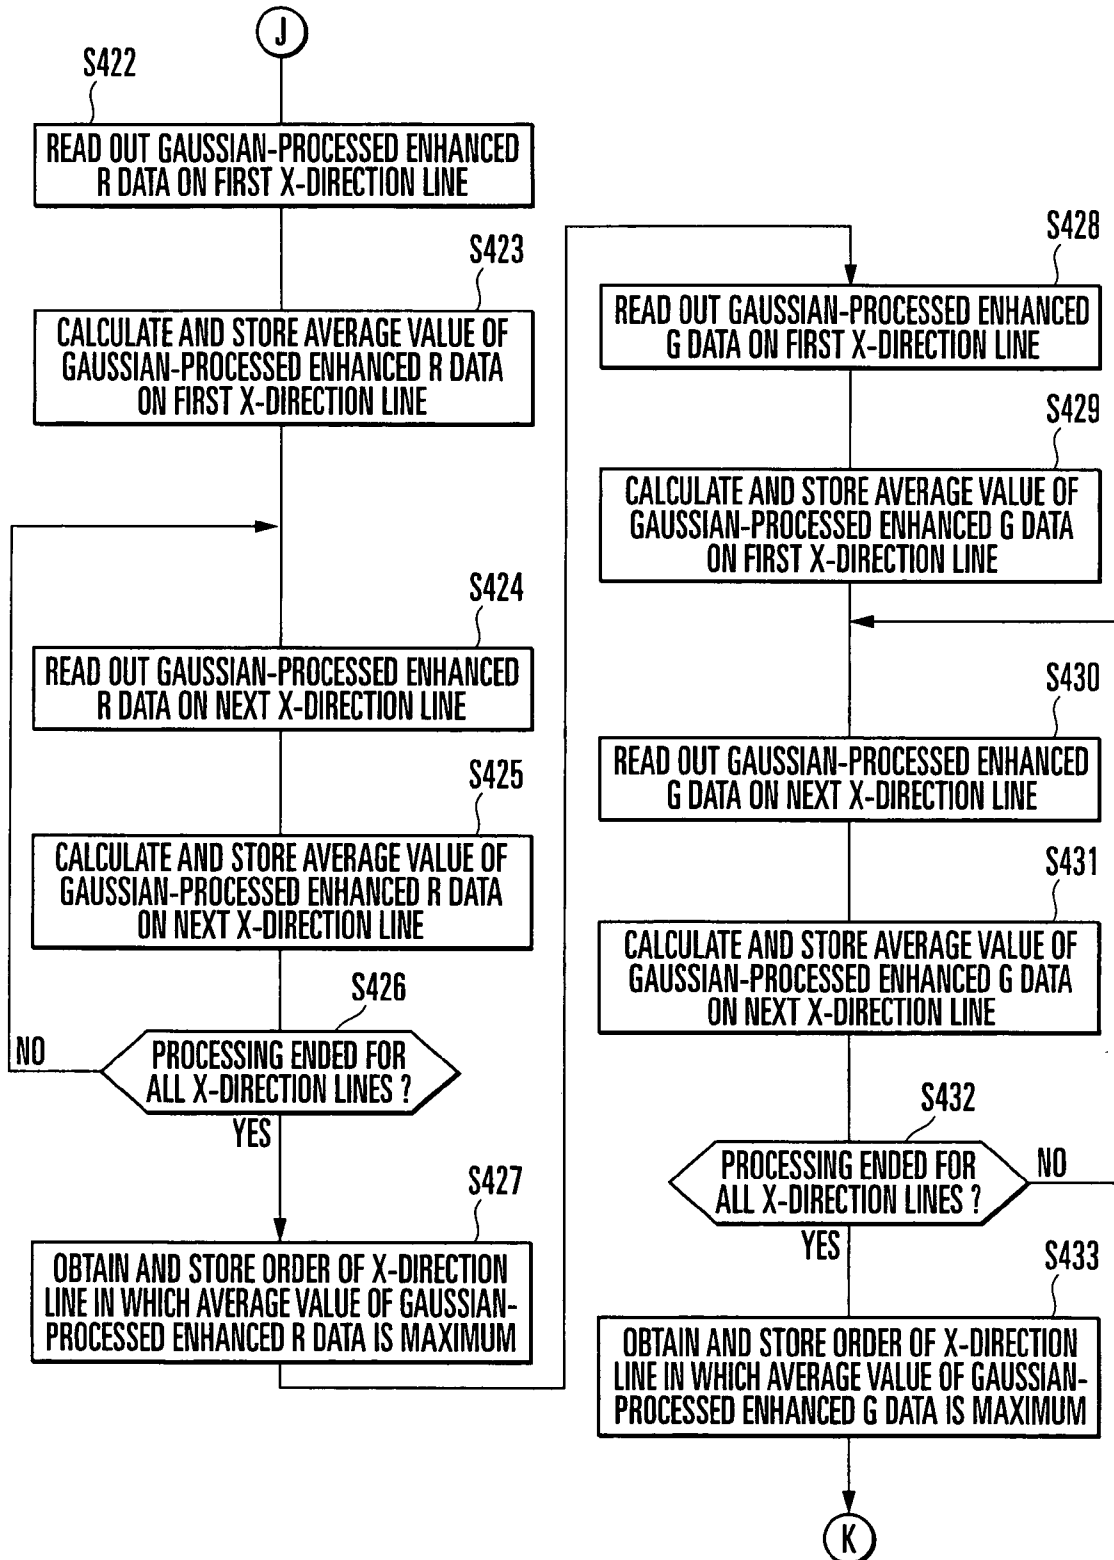 J
S422
READ OUT GAUSSIAN-PROCESSED ENHANCED
R DATA ON FIRST X-DIRECTION LINE
S423
CALCULATE AND STORE AVERAGE VALUE OF
GAUSSIAN-PROCESSED ENHANCED R DATA
ON FIRST X-DIRECTION LINE
S424
READ OUT GAUSSIAN-PROCESSED ENHANCED
R DATA ON NEXT X-DIRECTION LINE
S425
CALCULATE AND STORE AVERAGE VALUE OF
GAUSSIAN-PROCESSED ENHANCED R DATA
ON NEXT X-DIRECTION LINE
S426
PROCESSING ENDED FOR
ALL X-DIRECTION LINES ?
NO
YES
S427
OBTAIN AND STORE ORDER OF X-DIRECTION
LINE IN WHICH AVERAGE VALUE OF GAUSSIAN-
PROCESSED ENHANCED R DATA IS MAXIMUM
S428
READ OUT GAUSSIAN-PROCESSED ENHANCED
G DATA ON FIRST X-DIRECTION LINE
S429
CALCULATE AND STORE AVERAGE VALUE OF
GAUSSIAN-PROCESSED ENHANCED G DATA
ON FIRST X-DIRECTION LINE
S430
READ OUT GAUSSIAN-PROCESSED ENHANCED
G DATA ON NEXT X-DIRECTION LINE
S431
CALCULATE AND STORE AVERAGE VALUE OF
GAUSSIAN-PROCESSED ENHANCED G DATA
ON NEXT X-DIRECTION LINE
S432
PROCESSING ENDED FOR
ALL X-DIRECTION LINES ?
NO
YES
S433
OBTAIN AND STORE ORDER OF X-DIRECTION
LINE IN WHICH AVERAGE VALUE OF GAUSSIAN-
PROCESSED ENHANCED G DATA IS MAXIMUM
K